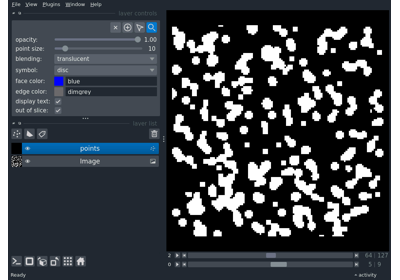 File View Plugins Window Help
layer controls
opacity: 1.00
point size: 10
blending: translucent
symbol: disc
face color: blue
edge color: dimgrey
display text:
out of slice:
layer list
points
Image
2 64 127
0 5 9
Ready
activity